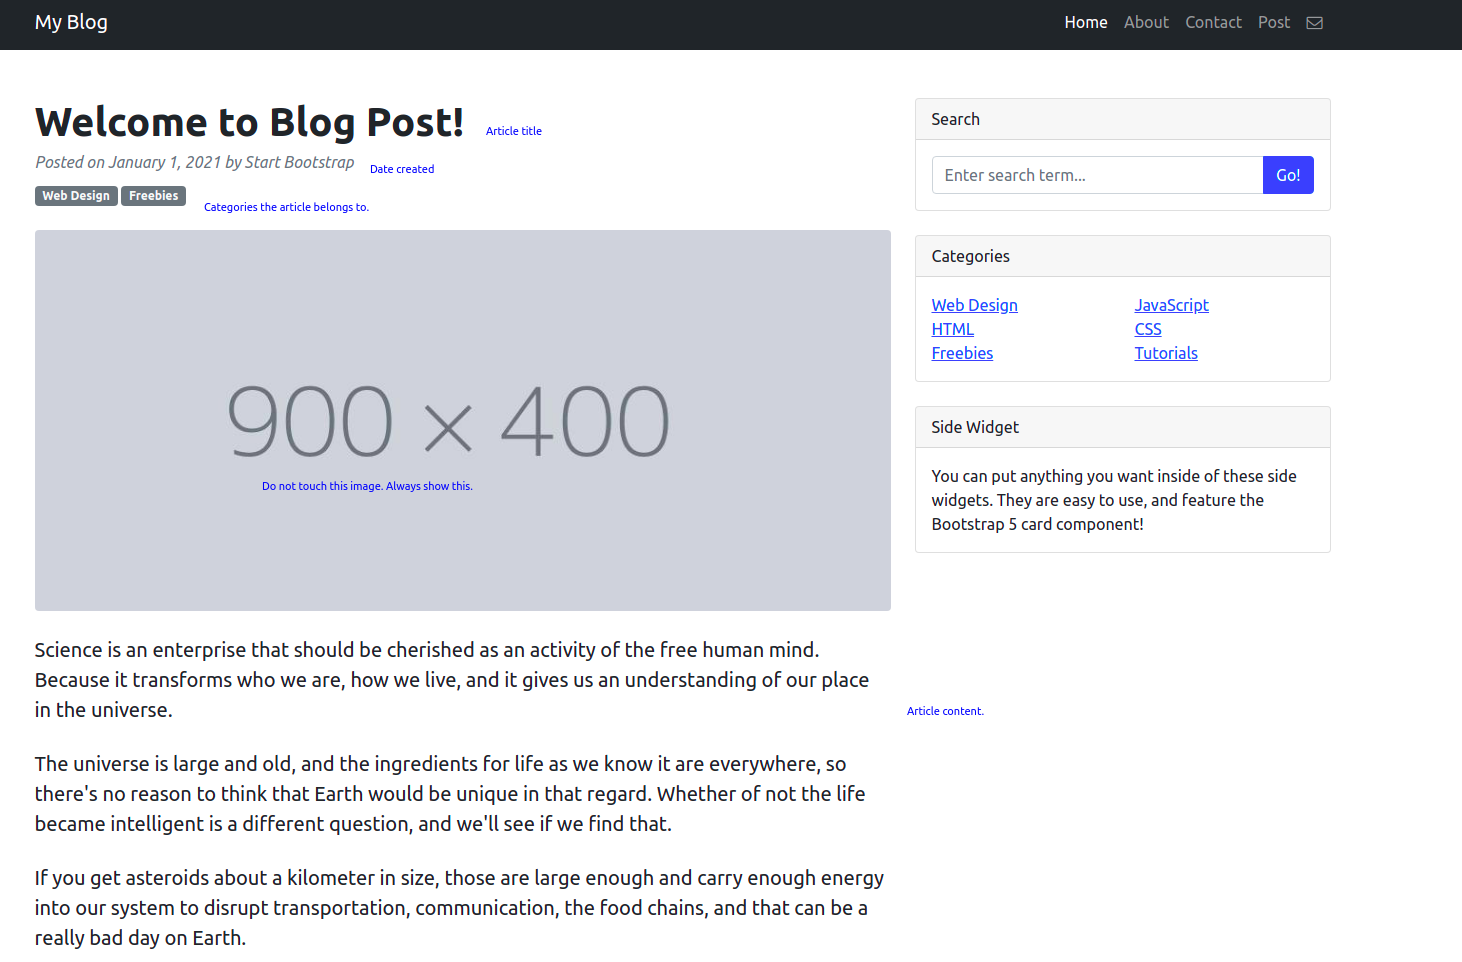 My Blog
Home About Contact Post
Welcome to Blog Post!
Article title
Posted on January 1, 2021 by Start Bootstrap
Date created
Web Design Freebies
Categories the article belongs to.
900 × 400
Do not touch this image. Always show this.
Science is an enterprise that should be cherished as an activity of the free human mind.
Because it transforms who we are, how we live, and it gives us an understanding of our place
in the universe.
Article content.
The universe is large and old, and the ingredients for life as we know it are everywhere, so
there's no reason to think that Earth would be unique in that regard. Whether of not the life
became intelligent is a different question, and we'll see if we find that.
If you get asteroids about a kilometer in size, those are large enough and carry enough energy
into our system to disrupt transportation, communication, the food chains, and that can be a
really bad day on Earth.
Search
Enter search term...
Go!
Categories
Web Design
HTML
Freebies
JavaScript
CSS
Tutorials
Side Widget
You can put anything you want inside of these side
widgets. They are easy to use, and feature the
Bootstrap 5 card component!